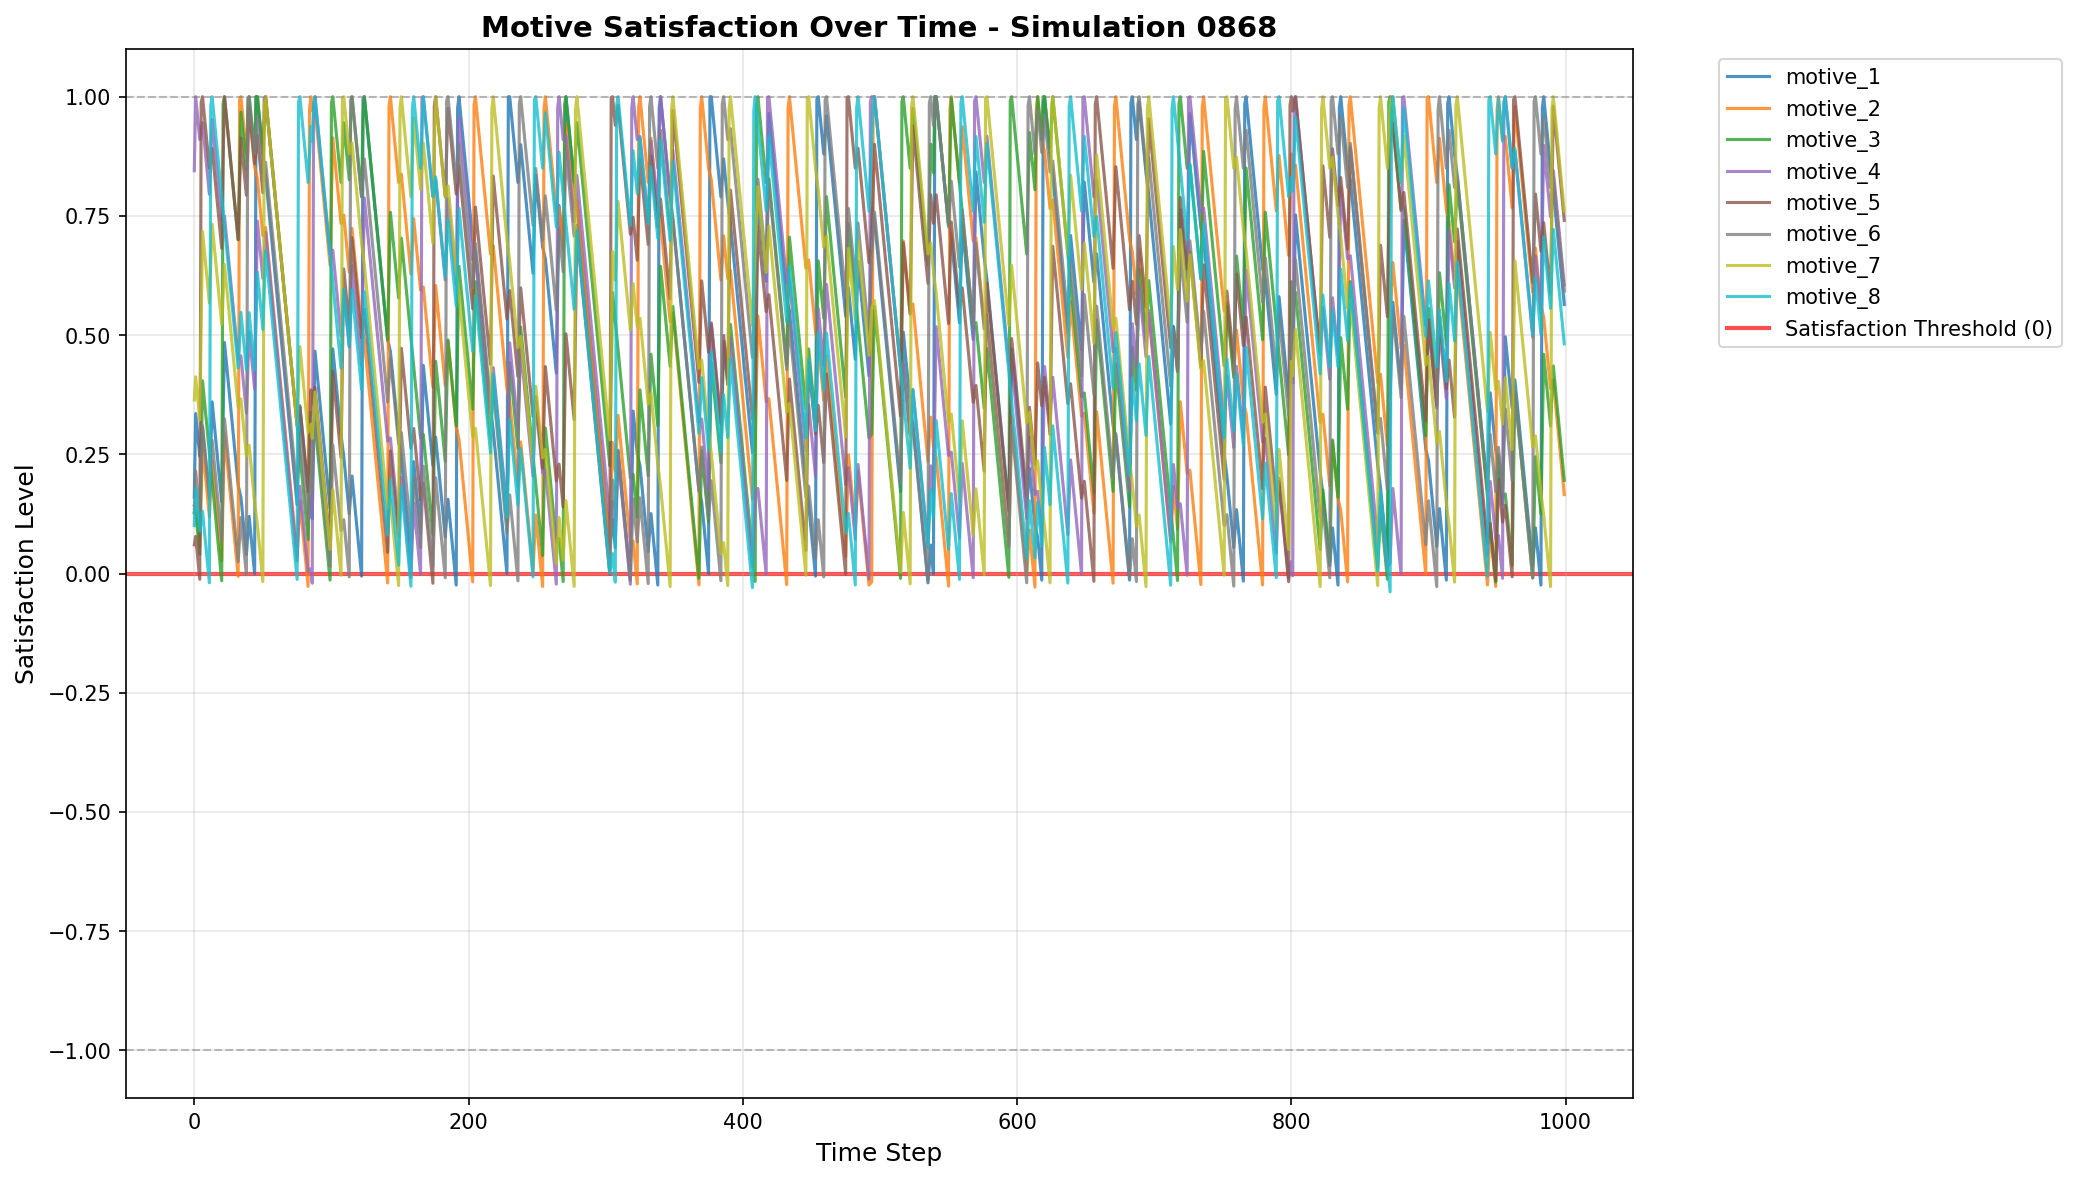 Motive Satisfaction Over Time - Simulation 0868
Satisfaction Level
1.00
0.75
0.50
0.25
0.00
−0.25
−0.50
−0.75
−1.00
0
200
400
600
800
1000
Time Step
motive_1
motive_2
motive_3
motive_4
motive_5
motive_6
motive_7
motive_8
Satisfaction Threshold (0)